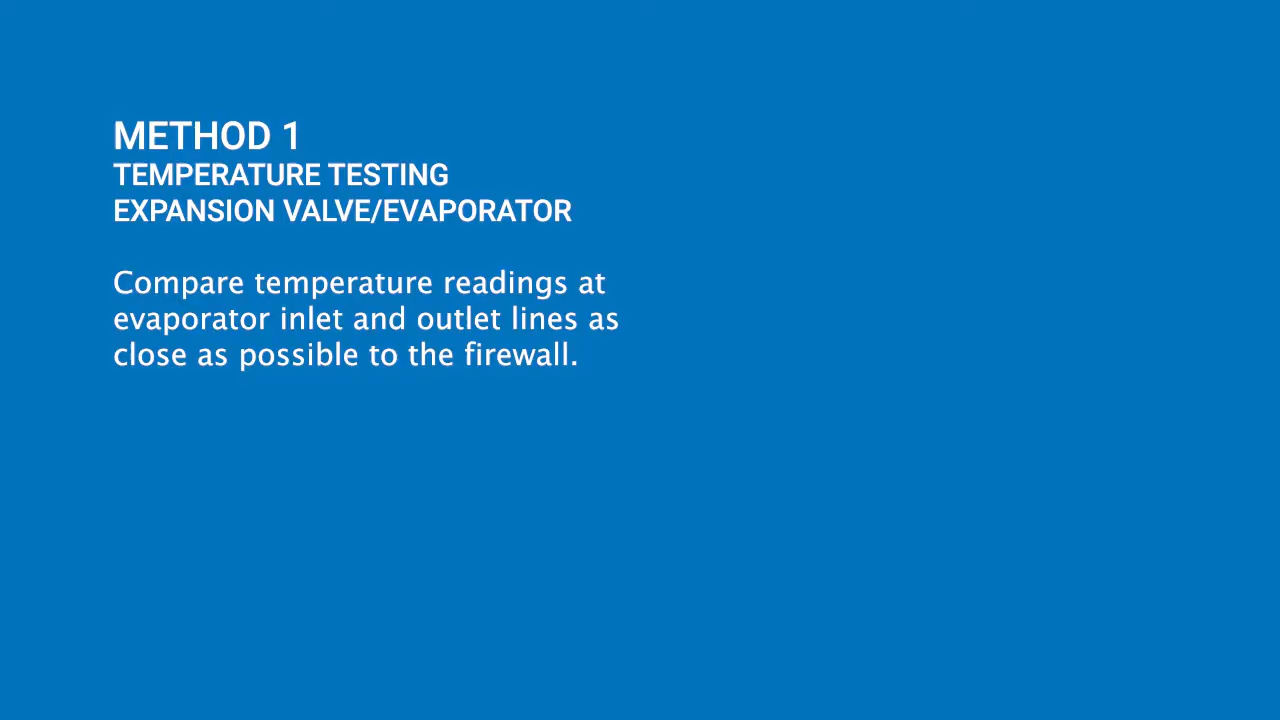 METHOD 1
TEMPERATURE TESTING
EXPANSION VALVE/EVAPORATOR
Compare temperature readings at
evaporator inlet and outlet lines as
close as possible to the firewall.